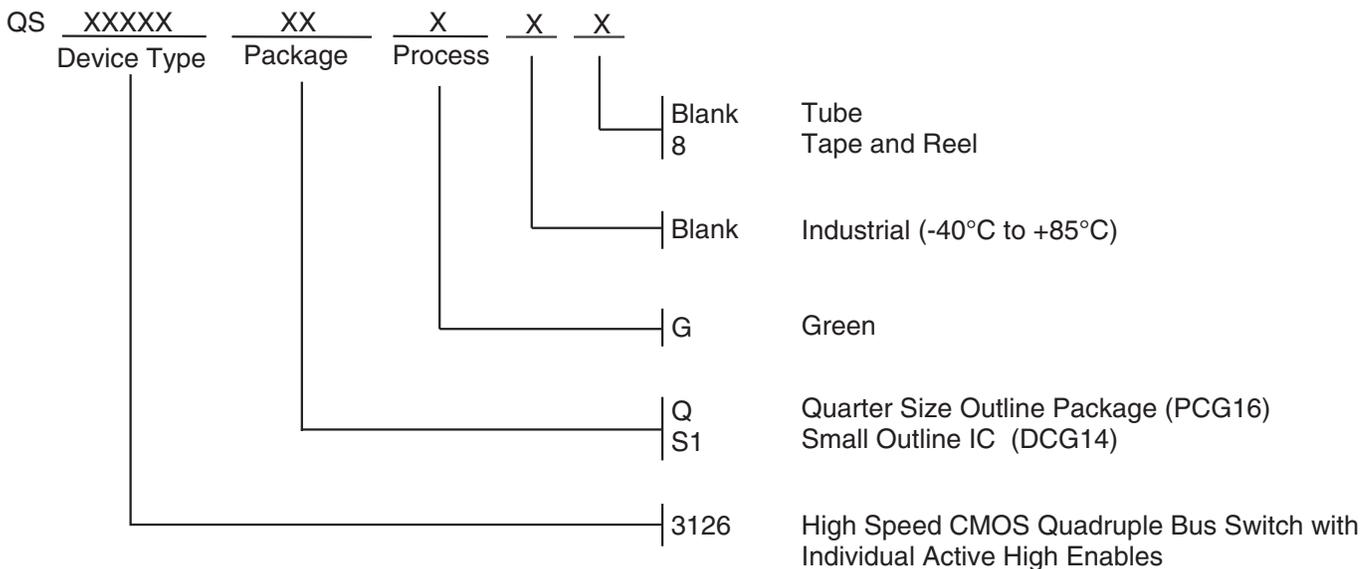 QS XXXXX XX X X X
Device Type Package Process
Blank Tube
8 Tape and Reel
Blank Industrial (-40°C to +85°C)
G Green
Q Quarter Size Outline Package (PCG16)
S1 Small Outline IC (DCG14)
3126 High Speed CMOS Quadruple Bus Switch with
Individual Active High Enables